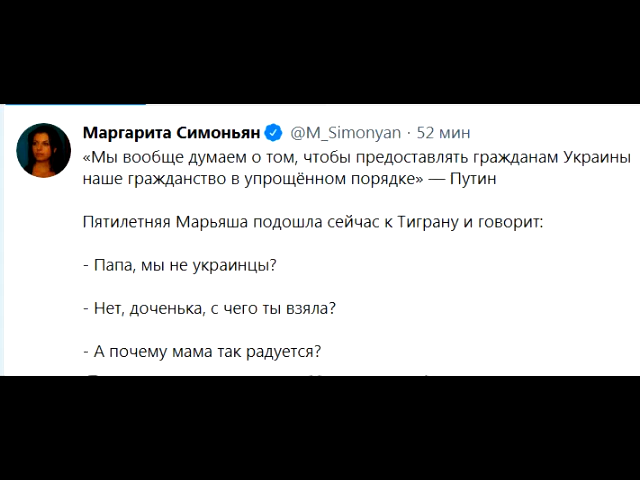 Маргарита Симоньян @M_Simonyan · 52 мин
«Мы вообще думаем о том, чтобы предоставлять гражданам Украины
наше гражданство в упрощённом порядке» — Путин
Пятилетняя Марьяша подошла сейчас к Тиграну и говорит:
- Папа, мы не украинцы?
- Нет, доченька, с чего ты взяла?
- А почему мама так радуется?